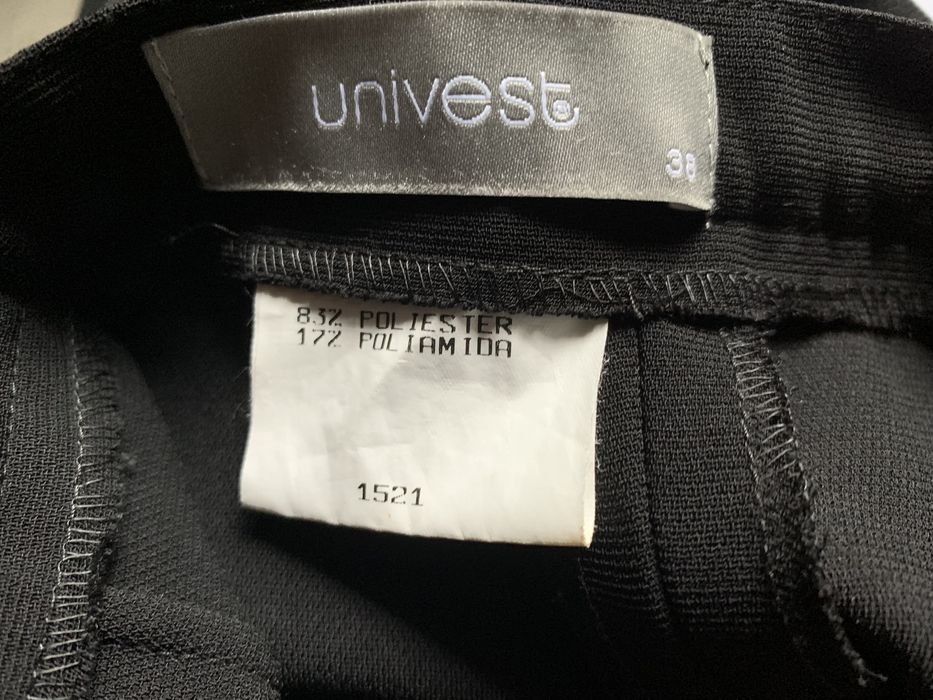 univest
38
83% POLIESTER
17% POLIAMIDA
1521